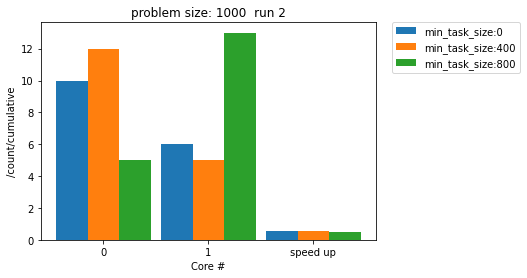 problem size: 1000  run 2
min_task_size:0
min_task_size:400
min_task_size:800
/count/cumulative
12
10
8
6
4
2
0
0
1
speed up
Core #